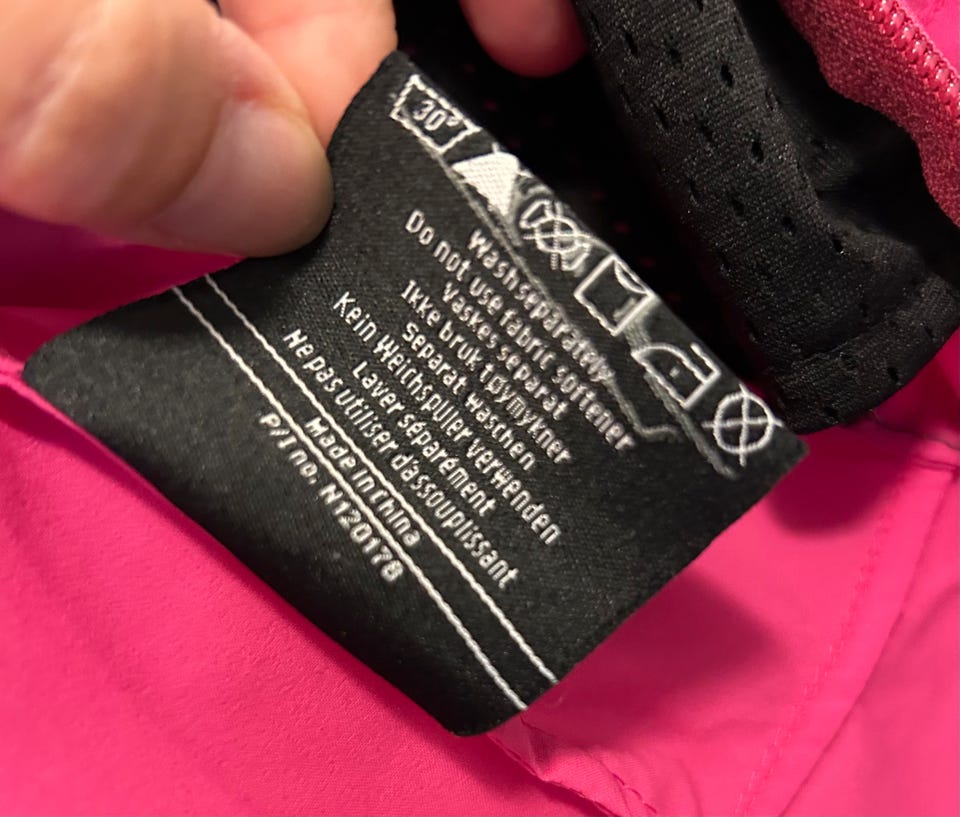 30°
Wash separately
Do not use fabric softener
Vaskes separat
Ikke bruk tøymykner
Separat waschen
Kein Weichspüller verwenden
Laver séparément
Ne pas utiliser d'assouplissant
Made in China
P/I no. N120178